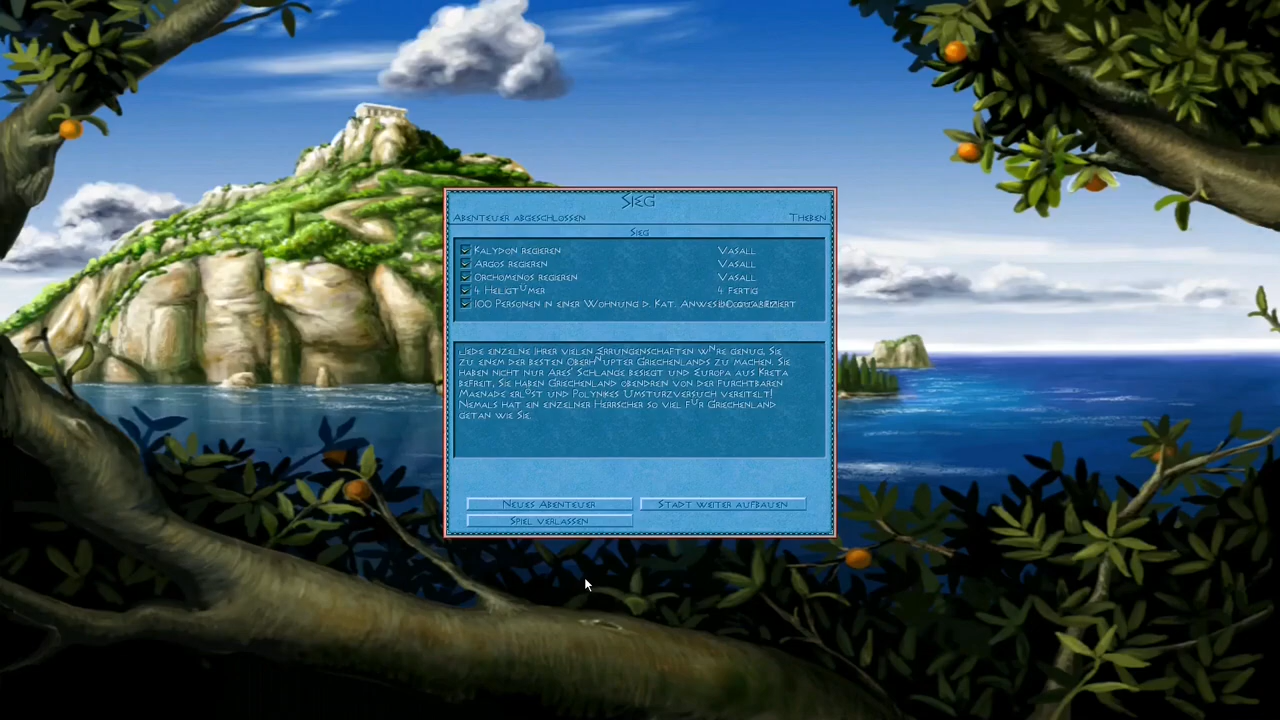 Sieg
Abenteuer abgeschlossen Theben
Sieg
Kalydon regieren Vasall
Argos regieren Vasall
Orchomenos regieren Vasall
4 Heiligtümer 4 Fertig
100 Personen in einer Wohnung d. Kat. Anwes
Jede einzelne Ihrer vielen Errungenschaften wäre genug, Sie
zu einem der besten Oberhäupter Griechenlands zu machen. Sie
haben nicht nur Ares' Schlange besiegt und Europa aus Kreta
befreit, Sie haben Griechenland obendrein von der furchtbaren
Maenade erlöst und Polynikes Umsturzversuch vereitelt!
Niemals hat ein einzelner Herrscher so viel für Griechenland
getan wie Sie.
Neues Abenteuer Stadt weiter aufbauen
Spiel verlassen